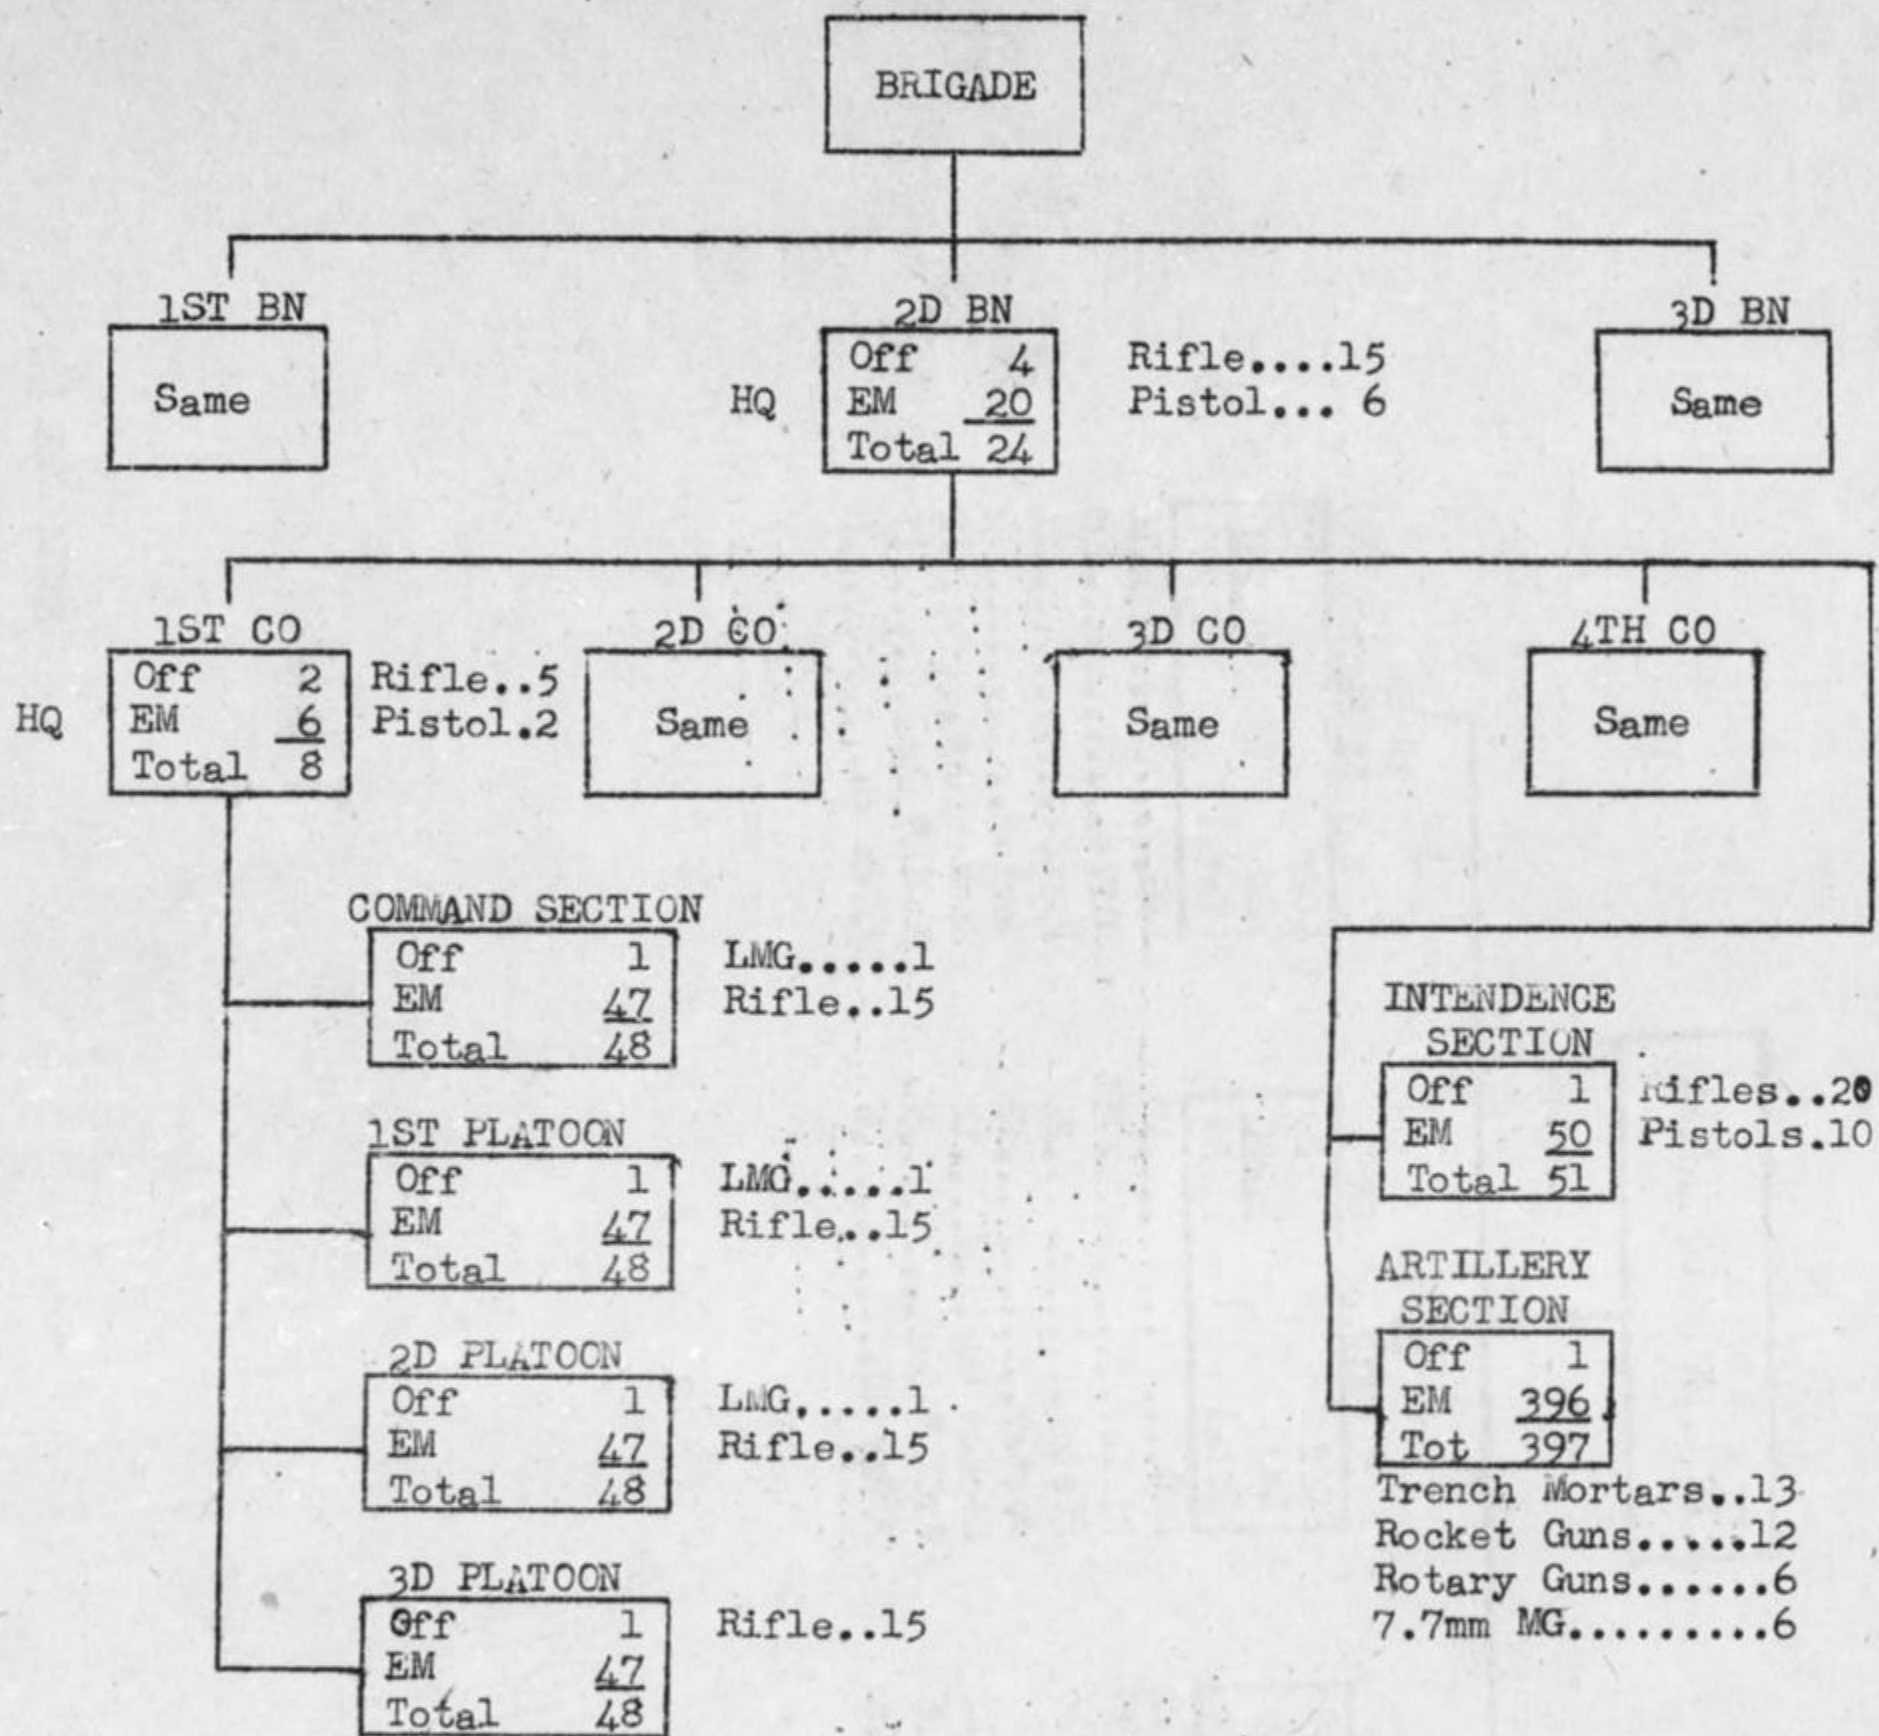 BRIGADE
1ST BN
Same
2D BN
HQ
Off 4
EM 20
Total 24
Rifle....15
Pistol... 6
3D BN
Same
1ST CO
HQ
Off 2
EM 6
Total 8
Rifle..5
Pistol.2
2D CO
Same
3D CO
Same
4TH CO
Same
COMMAND SECTION
Off 1
EM 47
Total 48
LMG.....1
Rifle..15
1ST PLATOON
Off 1
EM 47
Total 48
LMG.....1
Rifle..15
2D PLATOON
Off 1
EM 47
Total 48
LMG.....1
Rifle..15
3D PLATOON
Off 1
EM 47
Total 48
Rifle..15
INTENDENCE
SECTION
Off 1
EM 50
Total 51
Rifles..20
Pistols.10
ARTILLERY
SECTION
Off 1
EM 396
Tot 397
Trench Mortars..13
Rocket Guns.....12
Rotary Guns......6
7.7mm MG.........6